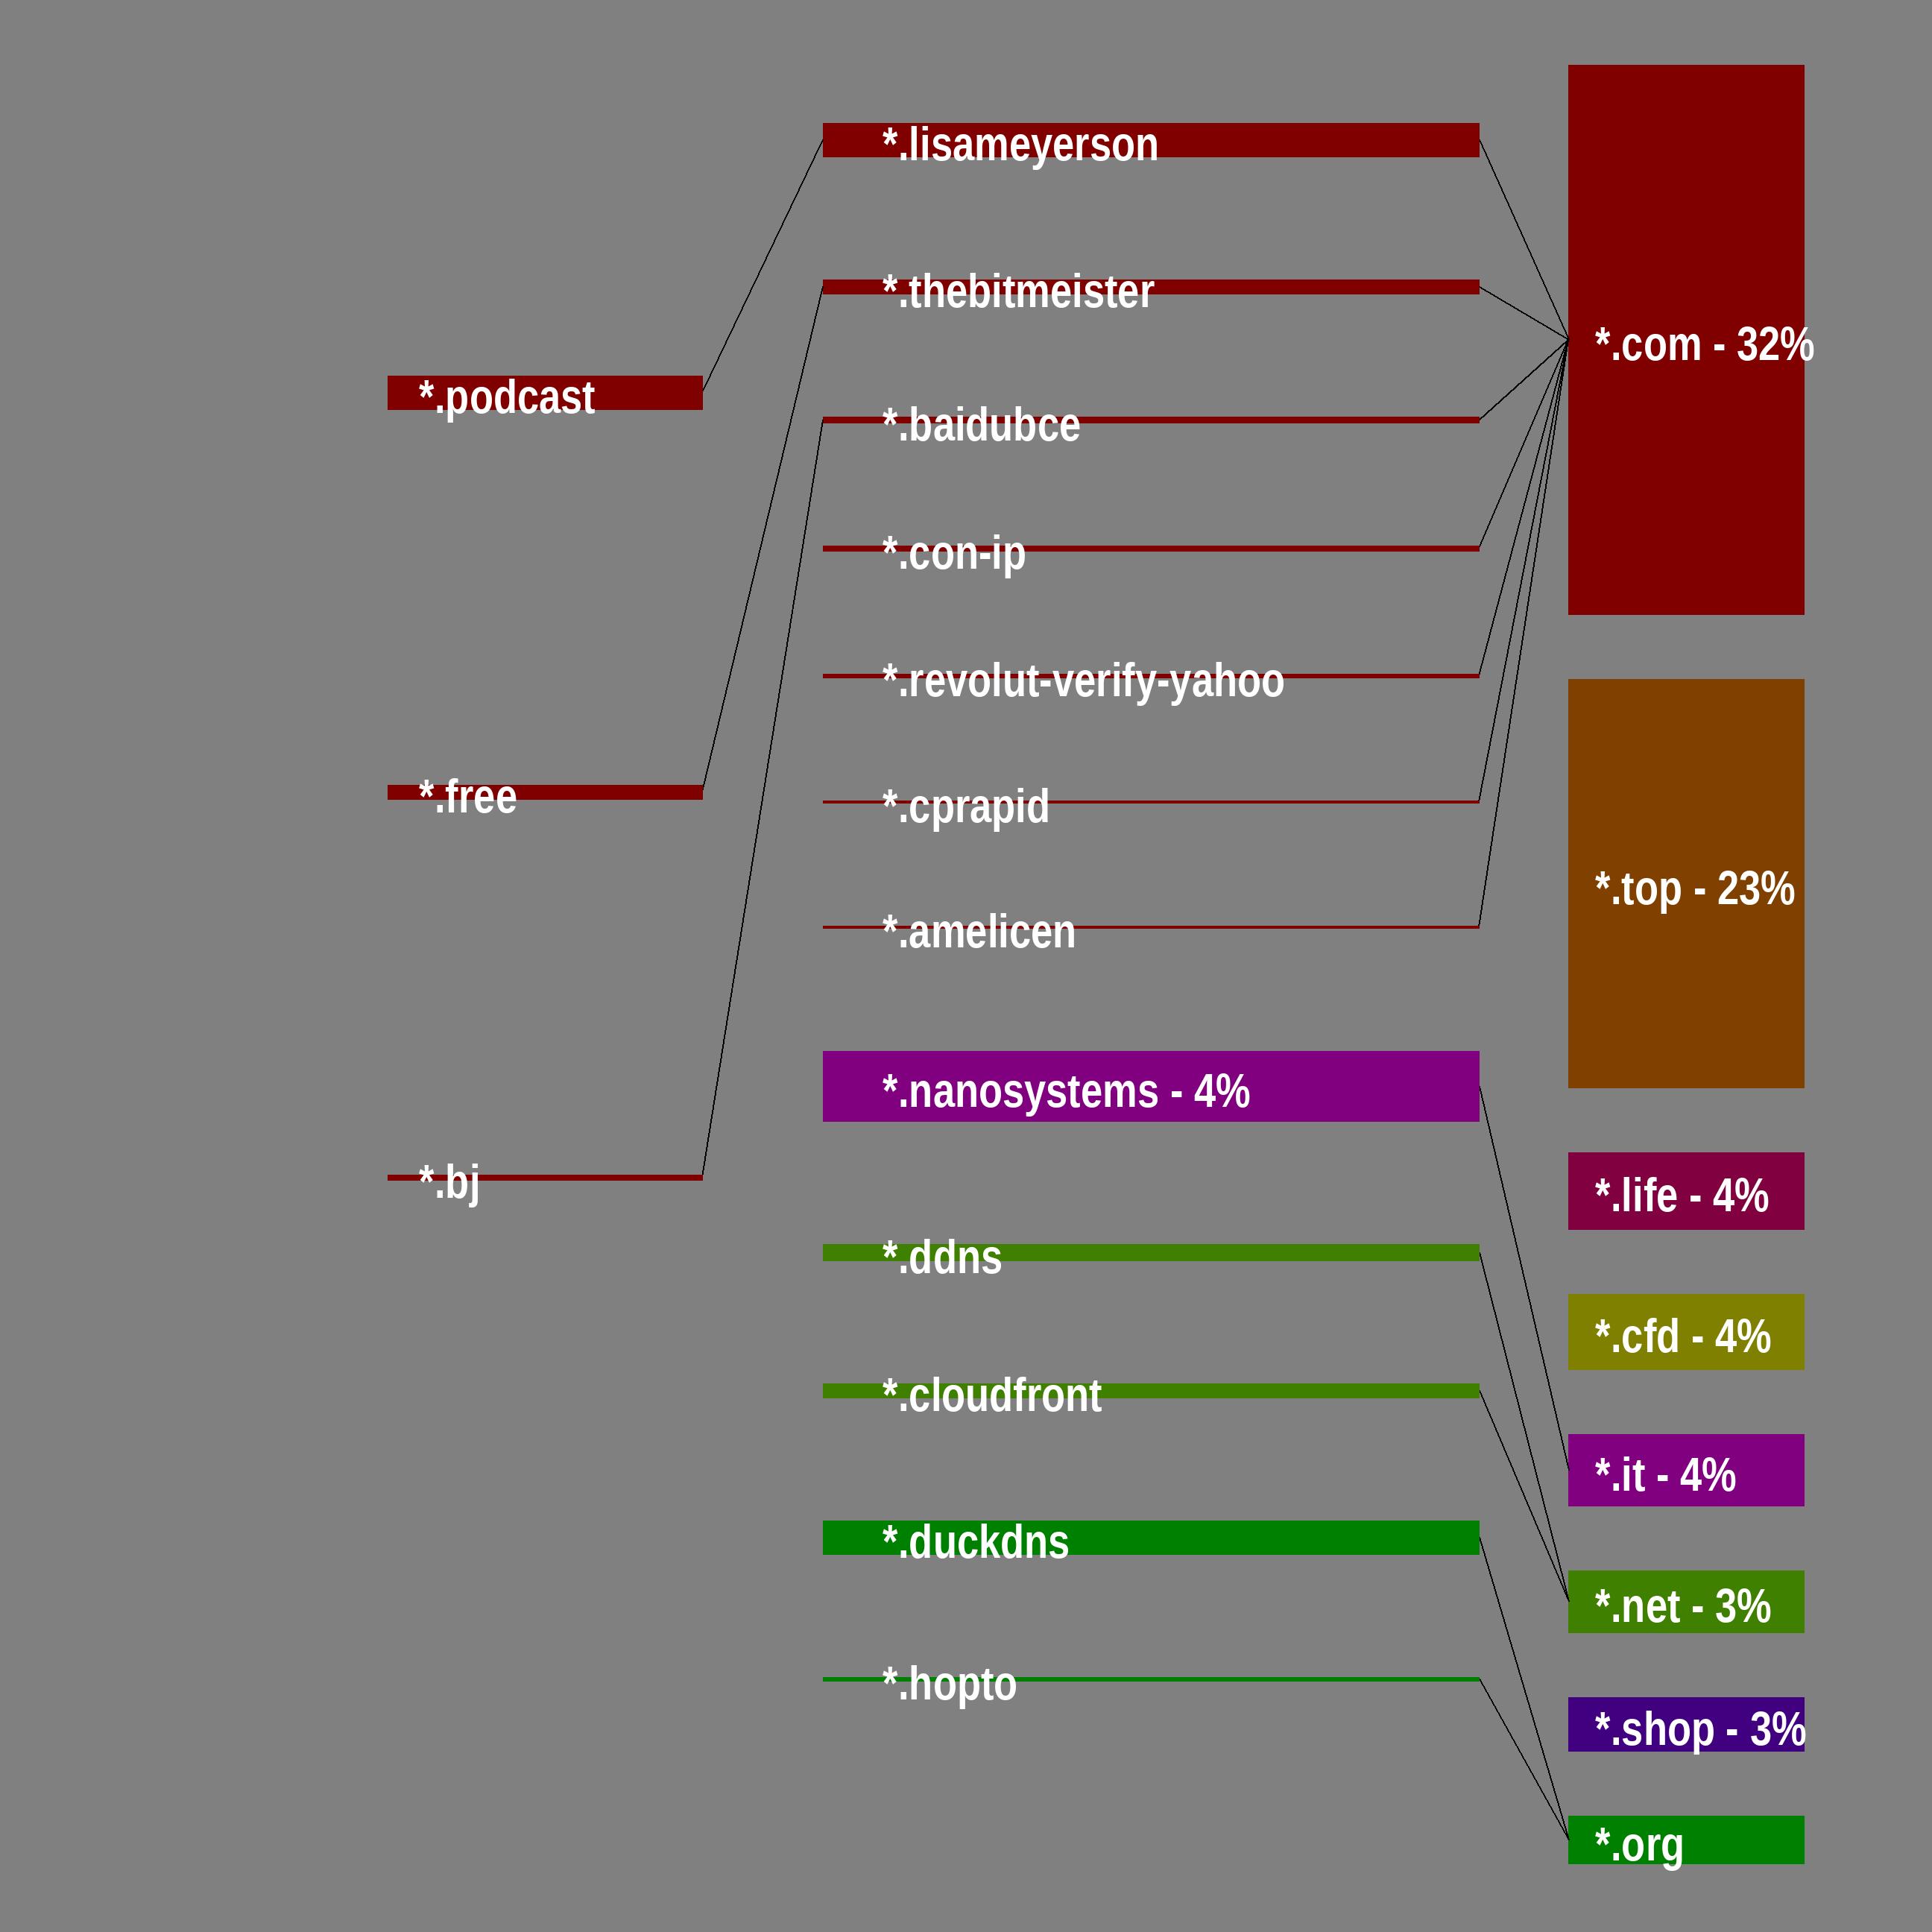 *.podcast
*.free
*.bj
*.lisameyerson
*.thebitmeister
*.baidubce
*.con-ip
*.revolut-verify-yahoo
*.cprapid
*.amelicen
*.nanosystems - 4%
*.ddns
*.cloudfront
*.duckdns
*.hopto
*.com - 32%
*.top - 23%
*.life - 4%
*.cfd - 4%
*.it - 4%
*.net - 3%
*.shop - 3%
*.org